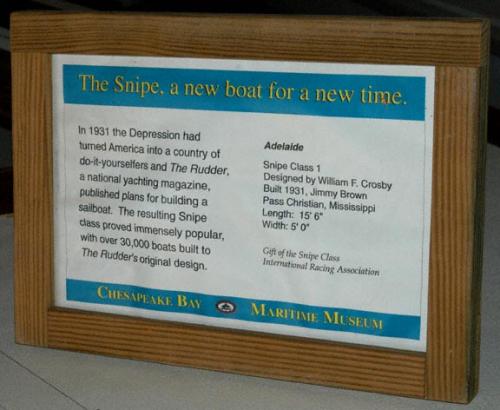 The Snipe, a new boat for a new time.
In 1931 the Depression had
turned America into a country of
do-it-yourselfers and The Rudder,
a national yachting magazine,
published plans for building a
sailboat. The resulting Snipe
class proved immensely popular,
with over 30,000 boats built to
The Rudder's original design.
Adelaide
Snipe Class 1
Designed by William F. Crosby
Built 1931, Jimmy Brown
Pass Christian, Mississippi
Length: 15' 6"
Width: 5' 0"
Gift of the Snipe Class
International Racing Association
CHESAPEAKE BAY MARITIME MUSEUM